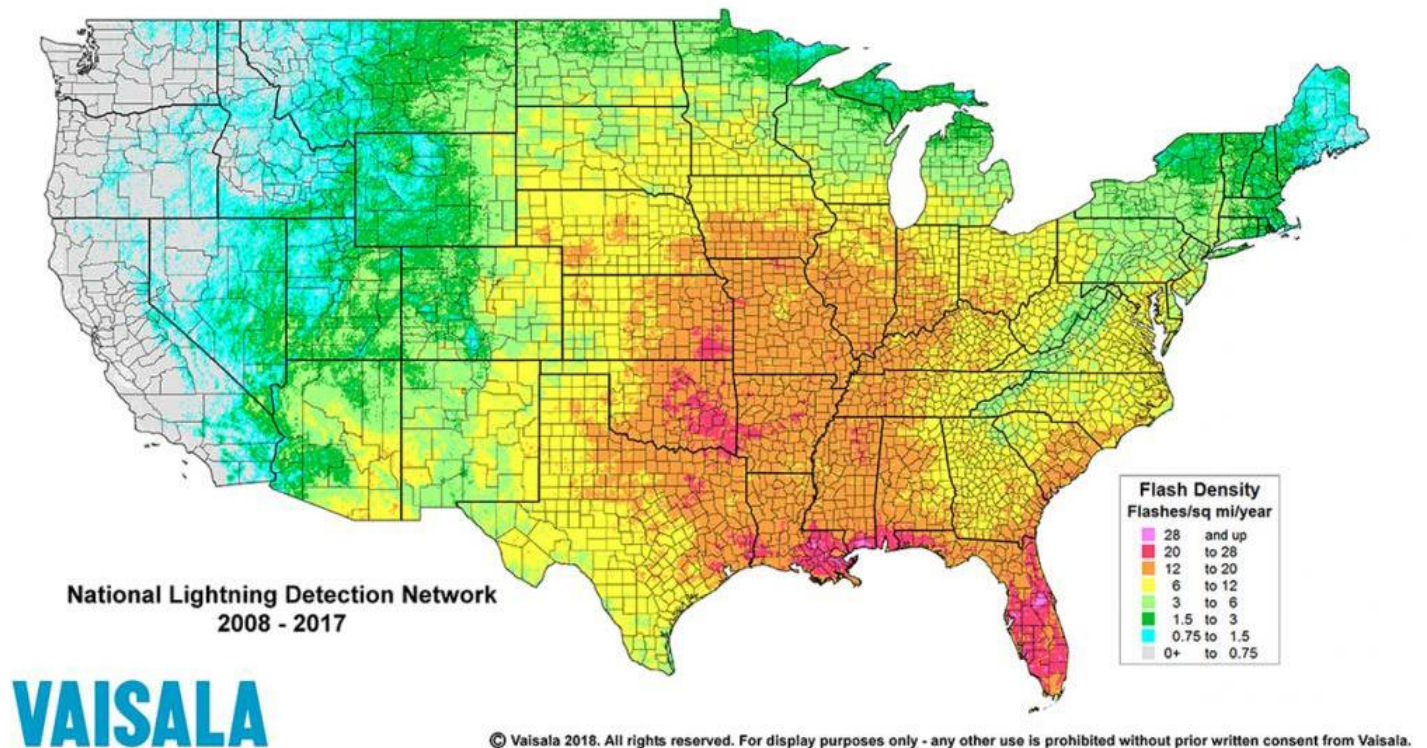 National Lightning Detection Network
2008 - 2017
Flash Density
Flashes/sq mi/year
28 and up
20 to 28
12 to 20
6 to 12
3 to 6
1.5 to 3
0.75 to 1.5
0+ to 0.75
VAISALA
© Vaisala 2018. All rights reserved. For display purposes only - any other use is prohibited without prior written consent from Vaisala.